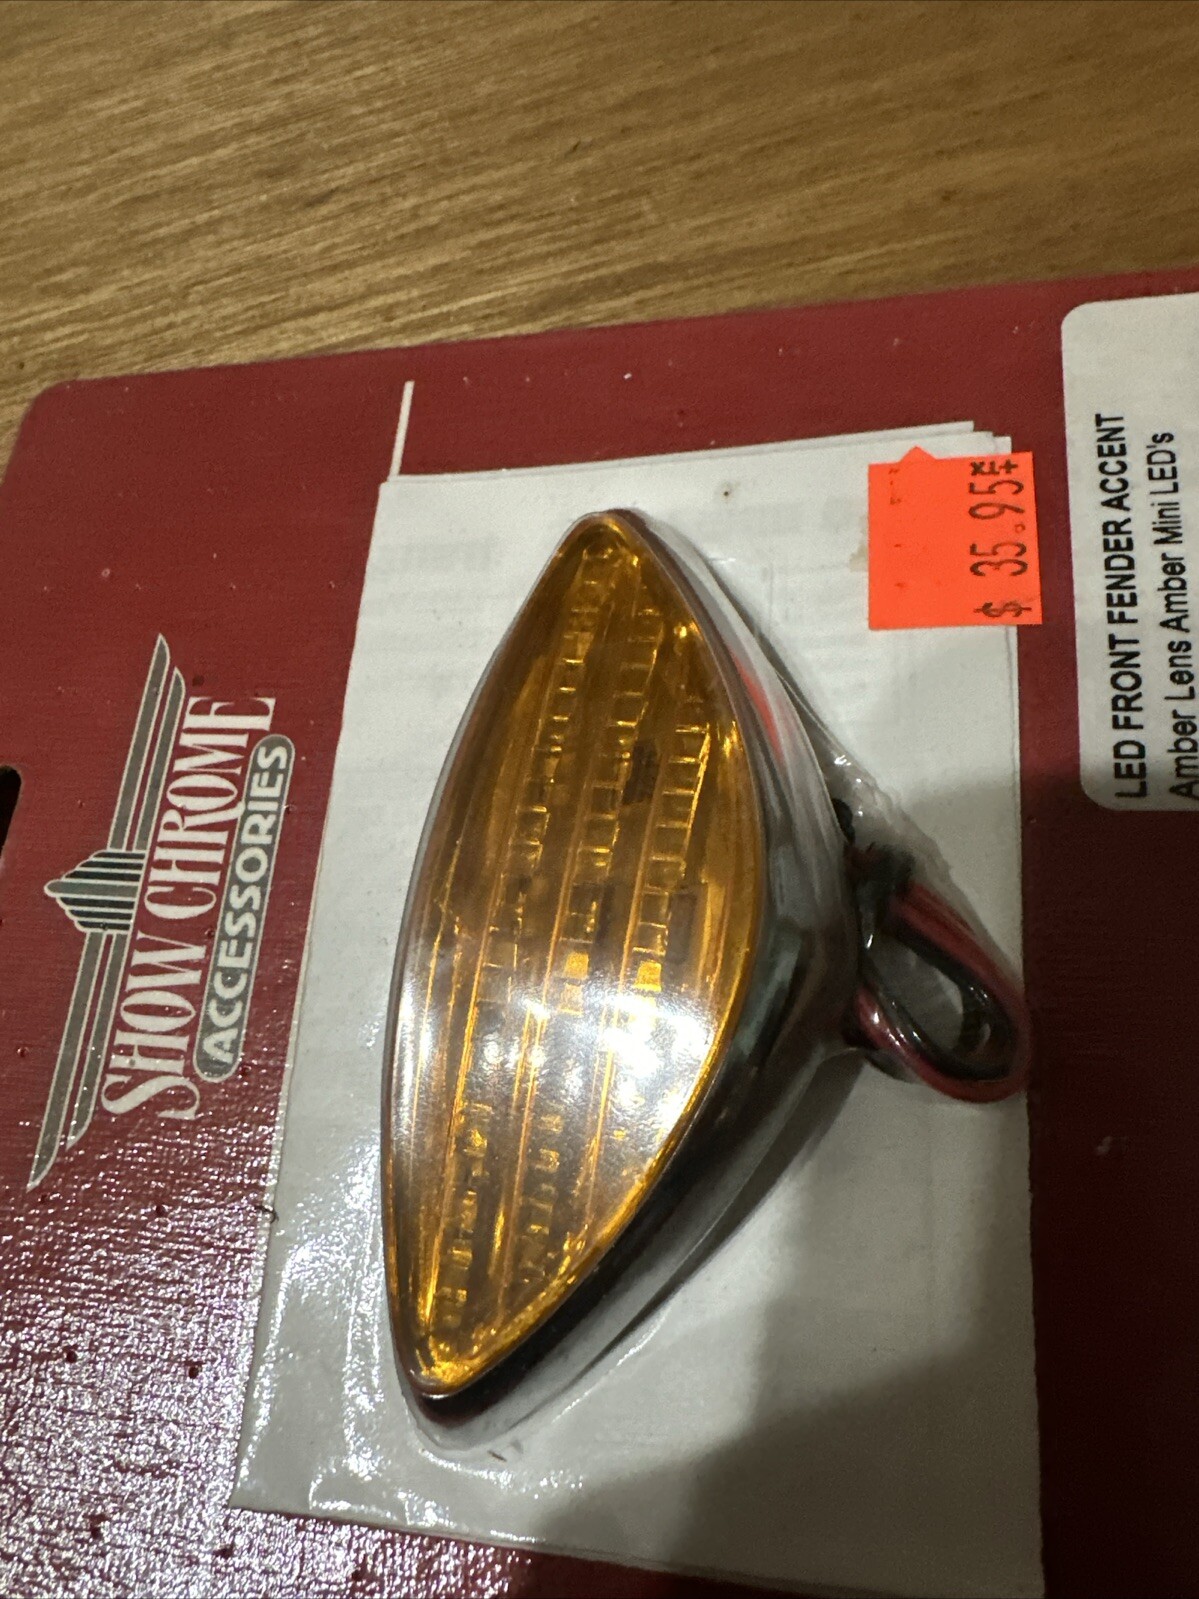 SHOW CHROME
ACCESSORIES
$ 35.95
LED FRONT FENDER ACCENT
Amber Lens Amber Mini LED's